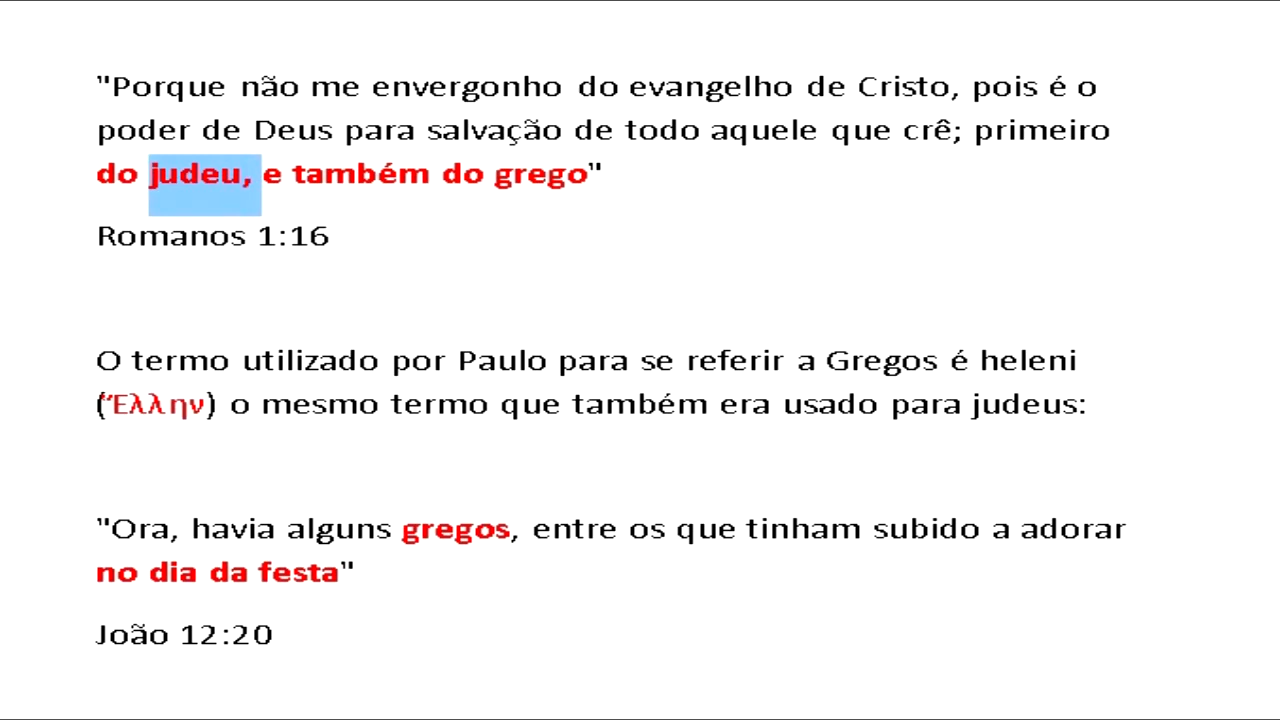 "Porque não me envergonho do evangelho de Cristo, pois é o
poder de Deus para salvação de todo aquele que crê; primeiro
do judeu, e também do grego"
Romanos 1:16
O termo utilizado por Paulo para se referir a Gregos é heleni
(Ἕλλην) o mesmo termo que também era usado para judeus:
"Ora, havia alguns gregos, entre os que tinham subido a adorar
no dia da festa"
João 12:20